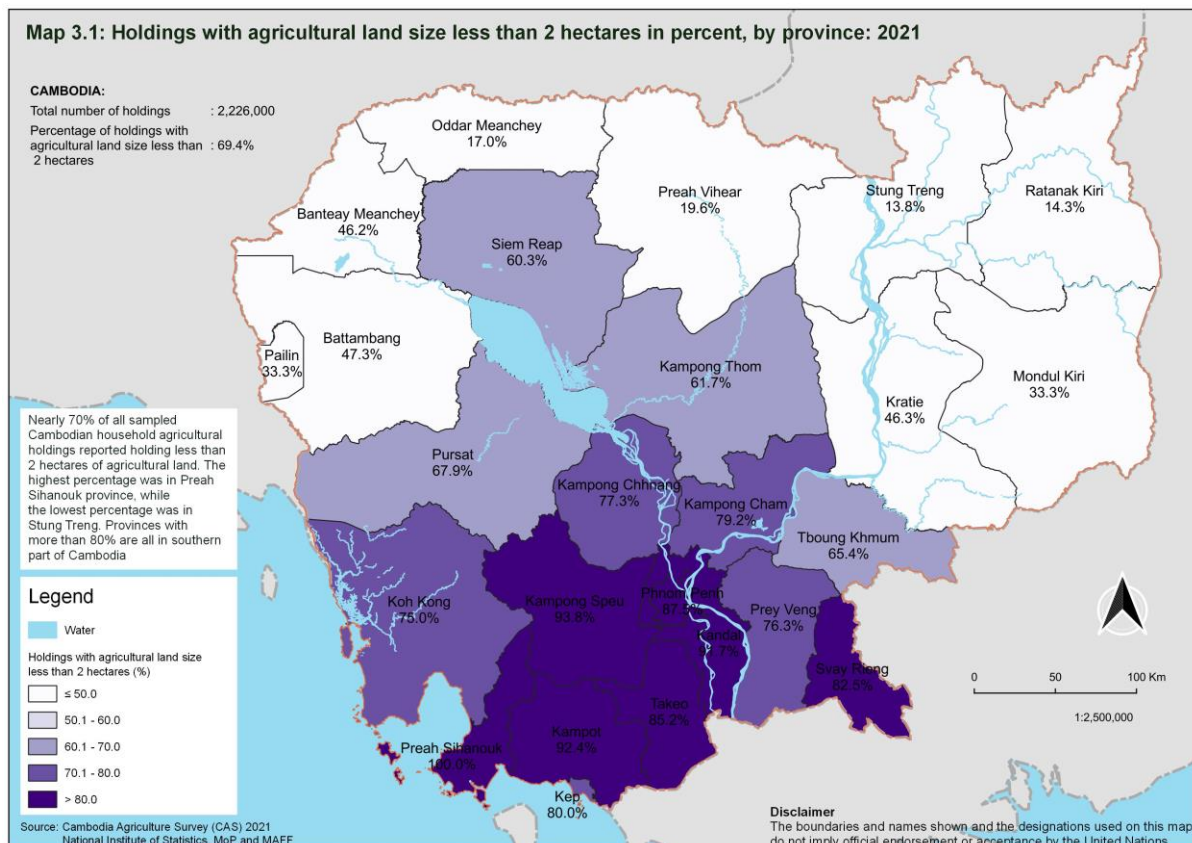 Map 3.1: Holdings with agricultural land size less than 2 hectares in percent, by province: 2021
CAMBODIA:
Total number of holdings : 2,226,000
Percentage of holdings with
agricultural land size less than : 69.4%
2 hectares
Oddar Meanchey
17.0%
Preah Vihear
19.6%
Stung Treng
13.8%
Ratanak Kiri
14.3%
Banteay Meanchey
46.2%
Siem Reap
60.3%
Battambang
47.3%
Pailin
33.3%
Kampong Thom
61.7%
Kratie
46.3%
Mondul Kiri
33.3%
Pursat
67.9%
Kampong Chhnang
77.3%
Kampong Cham
79.2%
Tboung Khmum
65.4%
Koh Kong
75.0%
Kampong Speu
93.8%
Phnom Penh
87.5%
Prey Veng
76.3%
Kandal
Svay Rieng
82.5%
Takeo
85.2%
Kampot
92.4%
Preah Sihanouk
100.0%
Kep
80.0%
Nearly 70% of all sampled
Cambodian household agricultural
holdings reported holding less than
2 hectares of agricultural land. The
highest percentage was in Preah
Sihanouk province, while
the lowest percentage was in
Stung Treng. Provinces with
more than 80% are all in southern
part of Cambodia
Legend
Water
Holdings with agricultural land size
less than 2 hectares (%)
≤ 50.0
50.1 - 60.0
60.1 - 70.0
70.1 - 80.0
> 80.0
0 50 100 Km
1:2,500,000
Source: Cambodia Agriculture Survey (CAS) 2021
National Institute of Statistics, MoP and MAFF
Disclaimer
The boundaries and names shown and the designations used on this map
do not imply official endorsement or acceptance by the United Nations